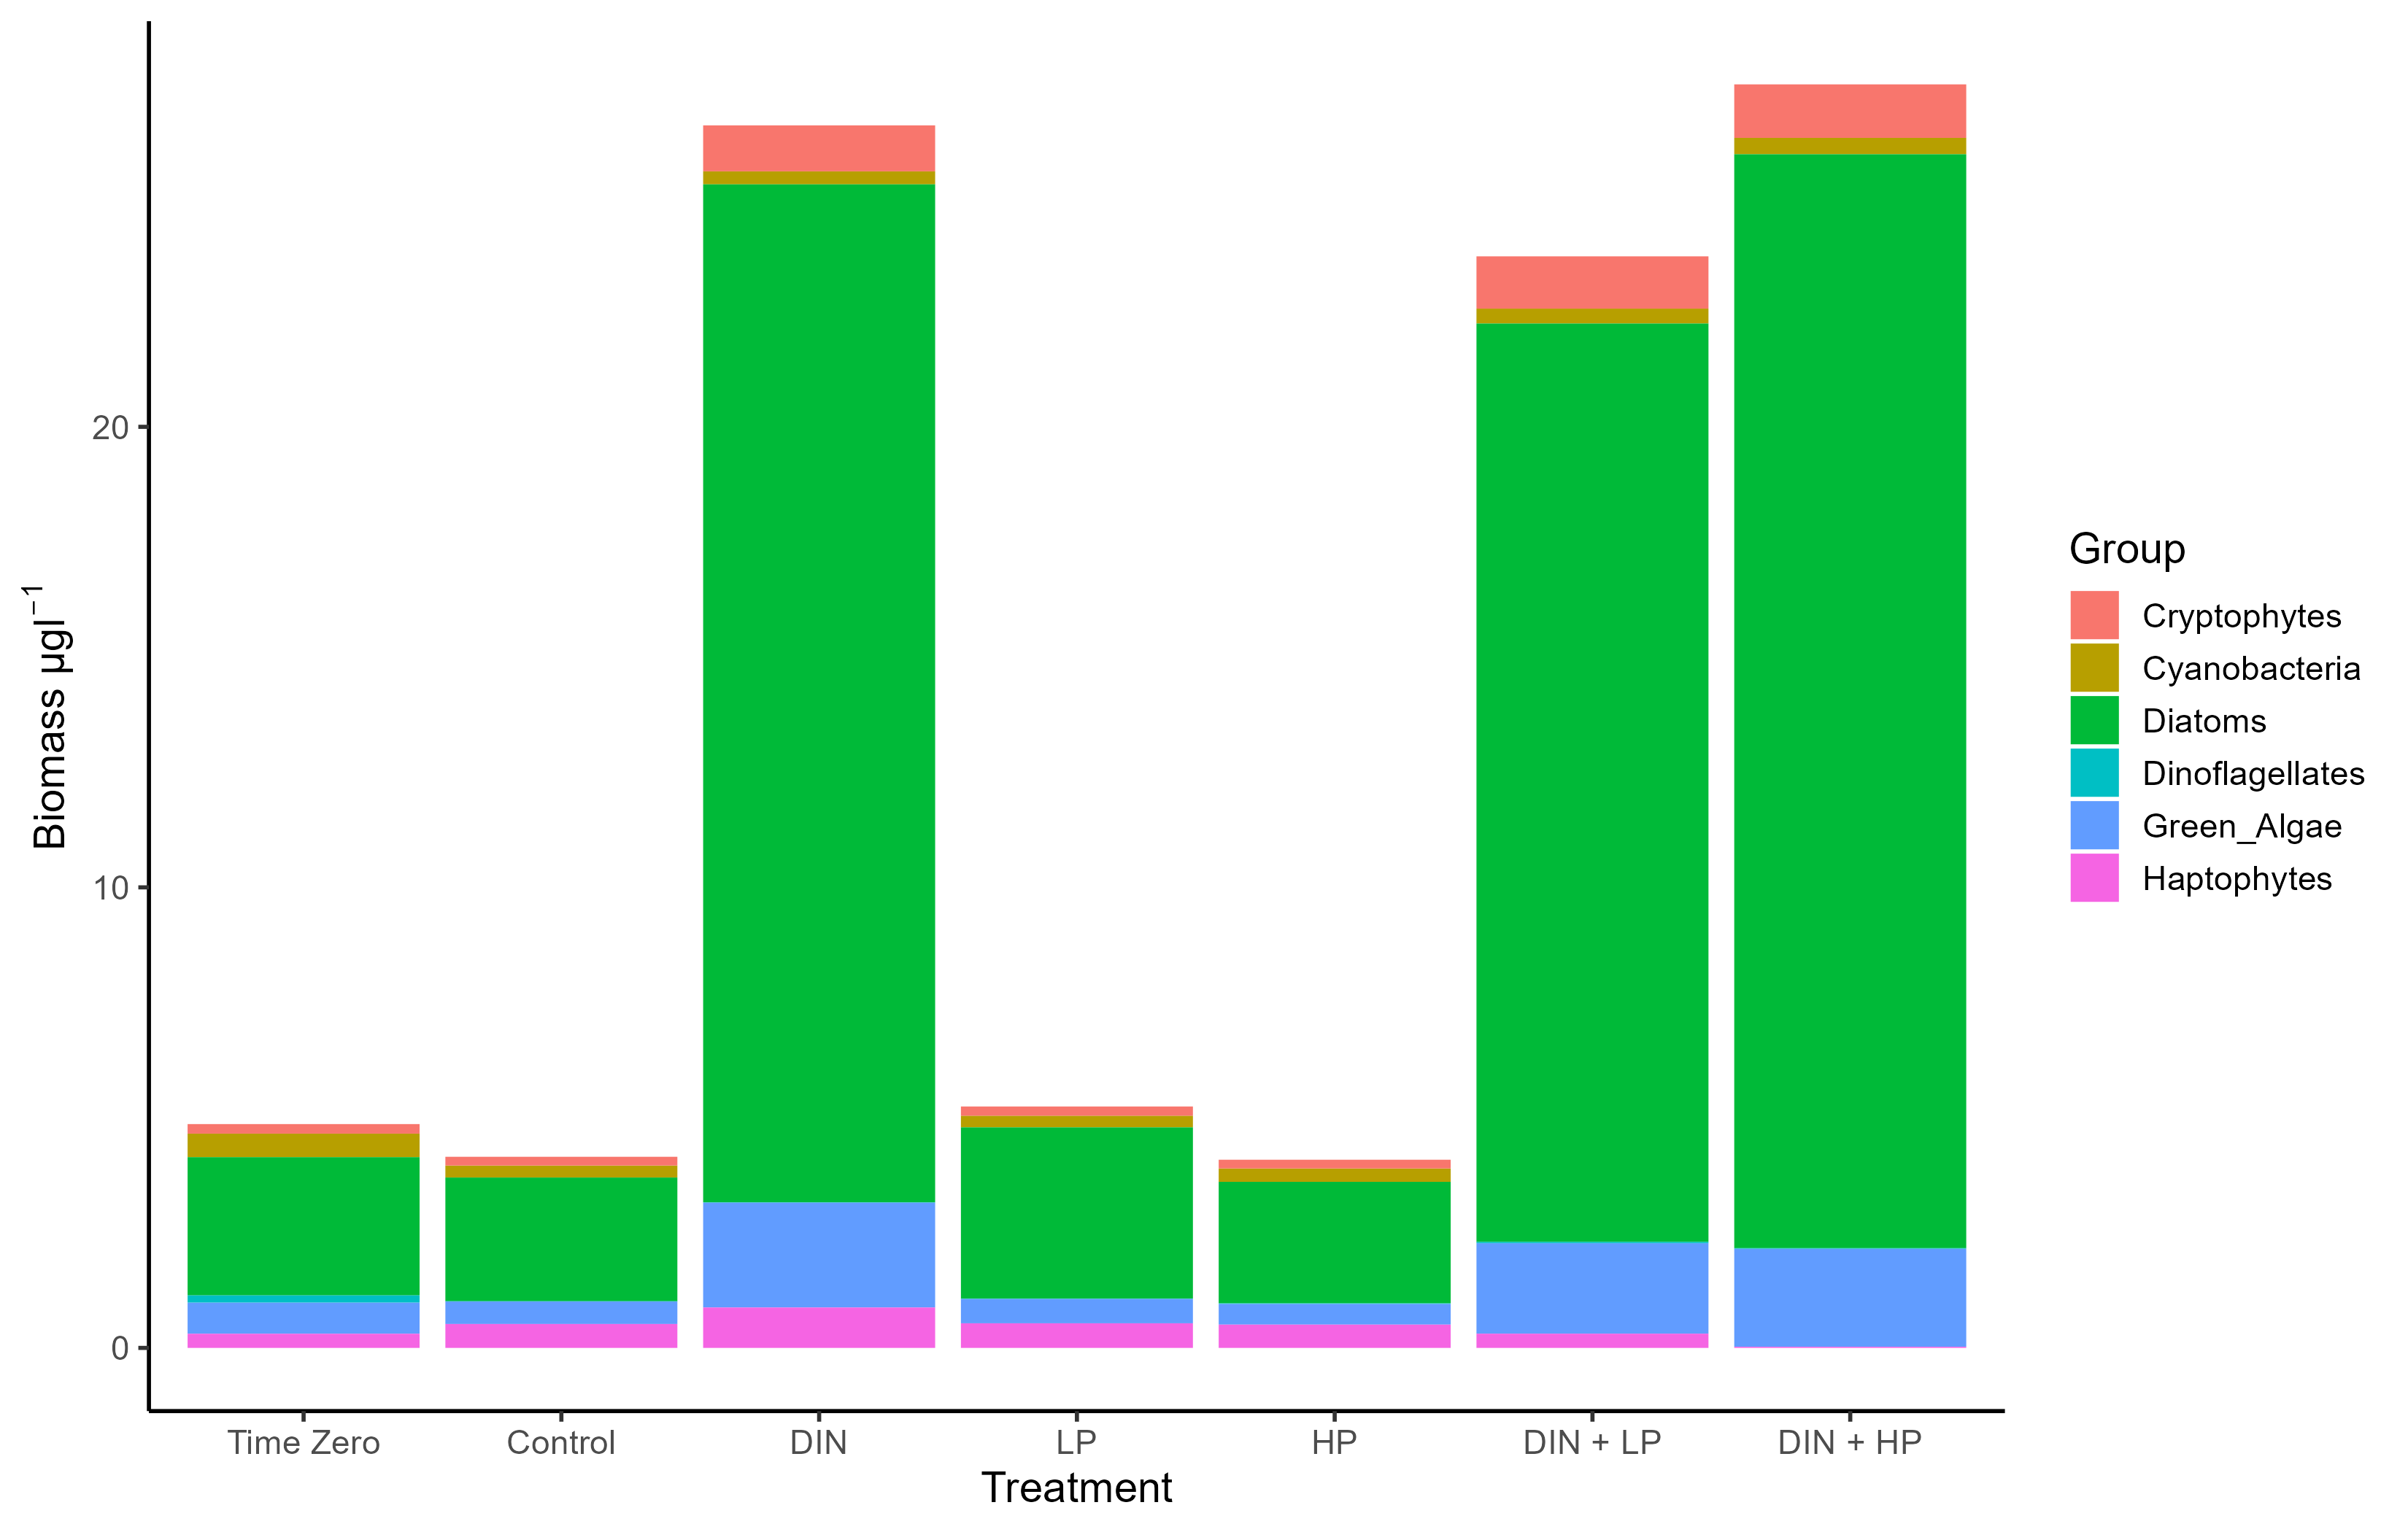 Biomass µgl⁻¹
20
10
0
Time Zero
Control
DIN
LP
HP
DIN + LP
DIN + HP
Treatment
Group
Cryptophytes
Cyanobacteria
Diatoms
Dinoflagellates
Green_Algae
Haptophytes